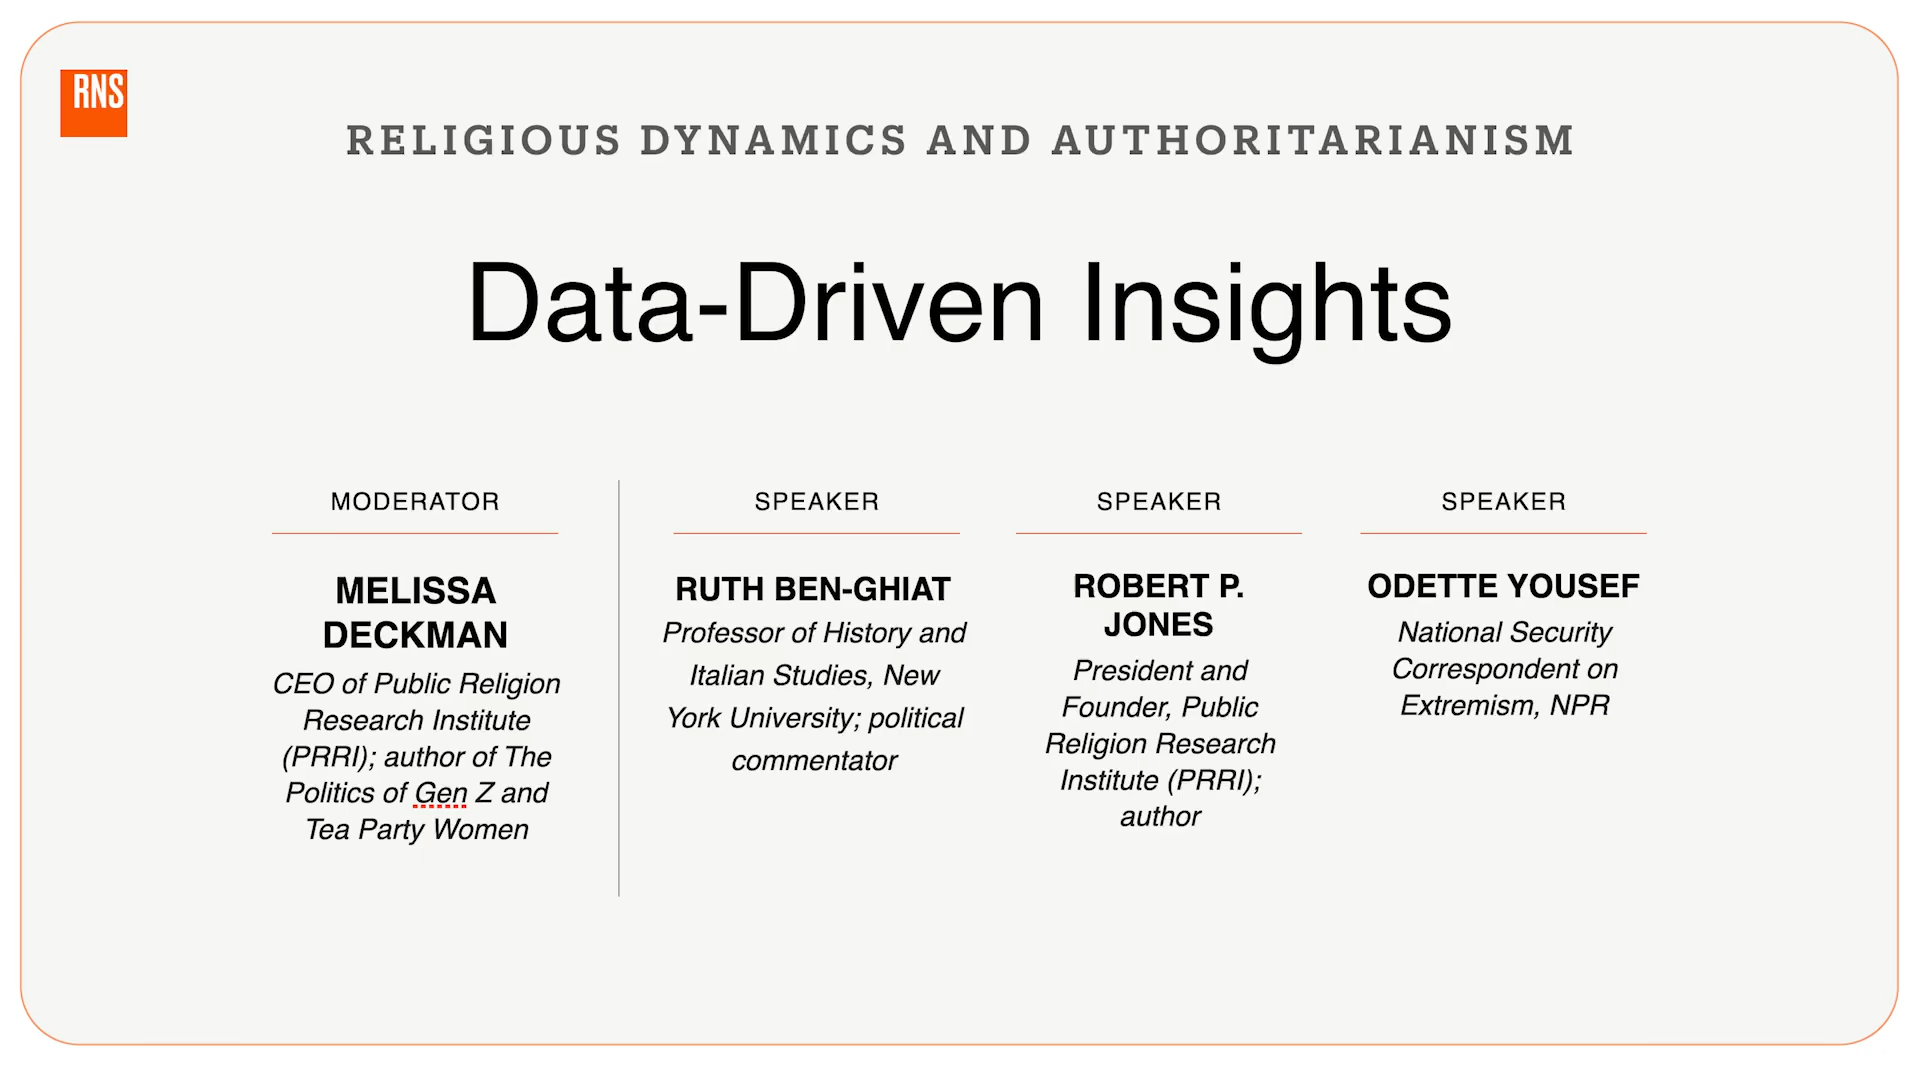 RNS
RELIGIOUS DYNAMICS AND AUTHORITARIANISM
Data-Driven Insights
MODERATOR
MELISSA
DECKMAN
CEO of Public Religion
Research Institute
(PRRI); author of The
Politics of Gen Z and
Tea Party Women
SPEAKER
RUTH BEN-GHIAT
Professor of History and
Italian Studies, New
York University; political
commentator
SPEAKER
ROBERT P.
JONES
President and
Founder, Public
Religion Research
Institute (PRRI);
author
SPEAKER
ODETTE YOUSEF
National Security
Correspondent on
Extremism, NPR